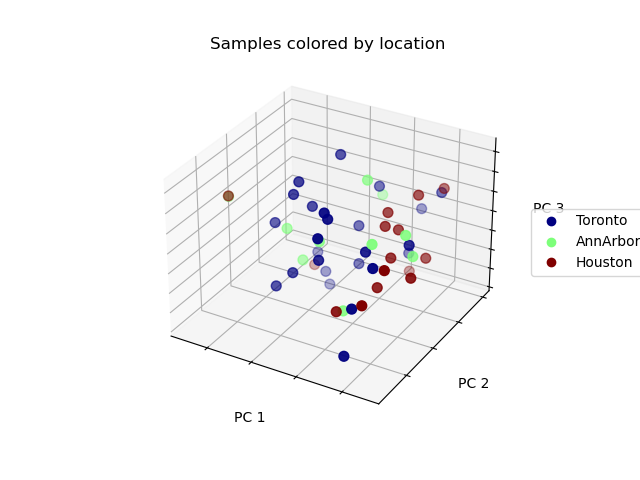 Samples colored by location
PC 3
Toronto
AnnArbor
Houston
PC 2
PC 1